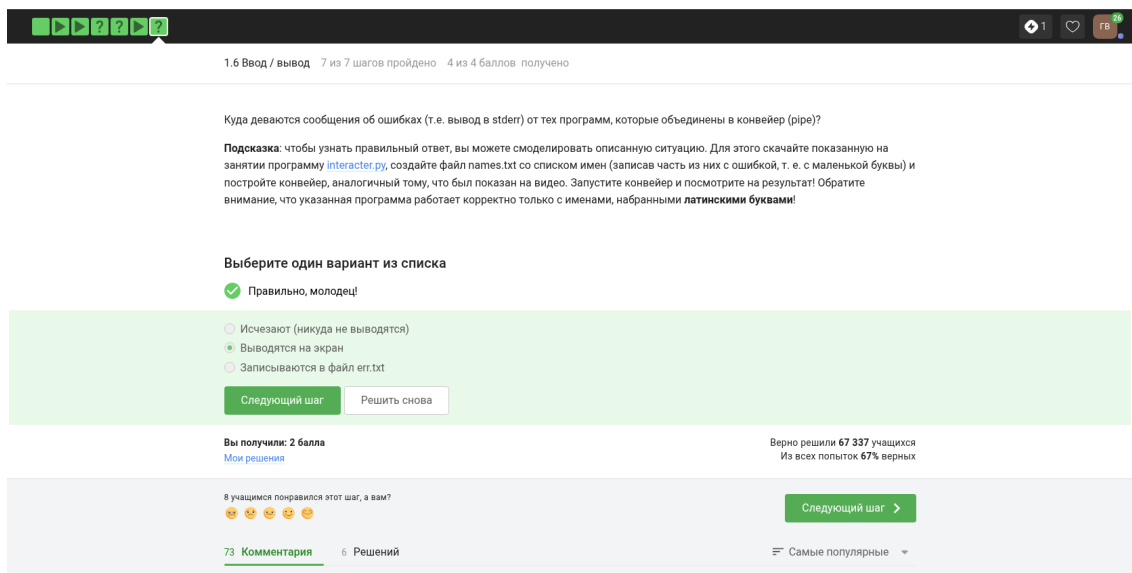 ? ? ?
1 ГВ 26
1.6 Ввод / вывод 7 из 7 шагов пройдено 4 из 4 баллов получено
Куда деваются сообщения об ошибках (т.е. вывод в stderr) от тех программ, которые объединены в конвейер (pipe)?
Подсказка: чтобы узнать правильный ответ, вы можете смоделировать описанную ситуацию. Для этого скачайте показанную на
занятии программу interacter.py, создайте файл names.txt со списком имен (записав часть из них с ошибкой, т. е. с маленькой буквы) и
постройте конвейер, аналогичный тому, что был показан на видео. Запустите конвейер и посмотрите на результат! Обратите
внимание, что указанная программа работает корректно только с именами, набранными латинскими буквами!
Выберите один вариант из списка
Правильно, молодец!
Исчезают (никуда не выводятся)
Выводятся на экран
Записываются в файл err.txt
Следующий шаг Решить снова
Вы получили: 2 балла
Мои решения
Верно решили 67 337 учащихся
Из всех попыток 67% верных
8 учащимся понравился этот шаг, а вам?
Следующий шаг
73 Комментария 6 Решений Самые популярные